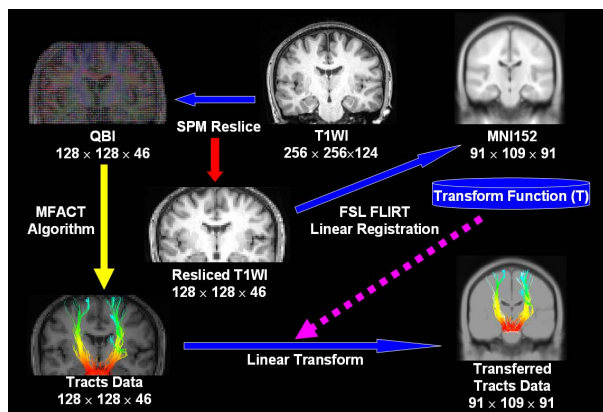 QBI
128 × 128 × 46
SPM Reslice
T1WI
256 × 256×124
MNI152
91 × 109 × 91
MFACT
Algorithm
Resliced T1WI
128 × 128 × 46
FSL FLIRT
Linear Registration
Transform Function (T)
Tracts Data
128 × 128 × 46
Linear Transform
Transferred
Tracts Data
91 × 109 × 91